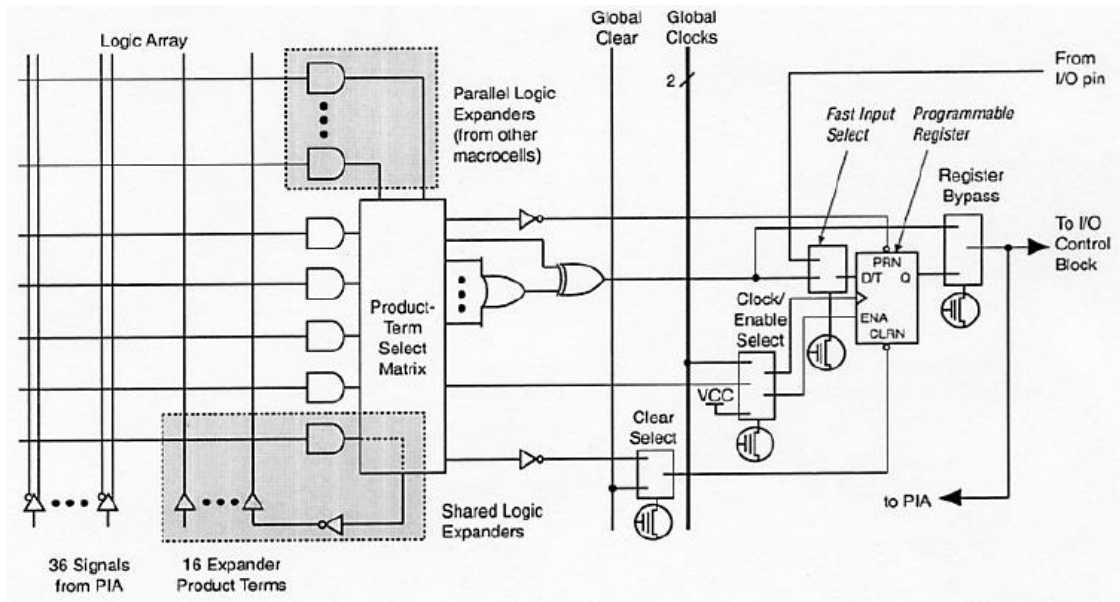 Logic Array
Parallel Logic
Expanders
(from other
macrocells)
Global
Clear
Global
Clocks
2
From
I/O pin
Fast Input
Select
Programmable
Register
Register
Bypass
To I/O
Control
Block
PRN
D/T Q
ENA
CLRN
Product-
Term
Select
Matrix
Clock/
Enable
Select
VCC
Clear
Select
to PIA
Shared Logic
Expanders
36 Signals
from PIA
16 Expander
Product Terms